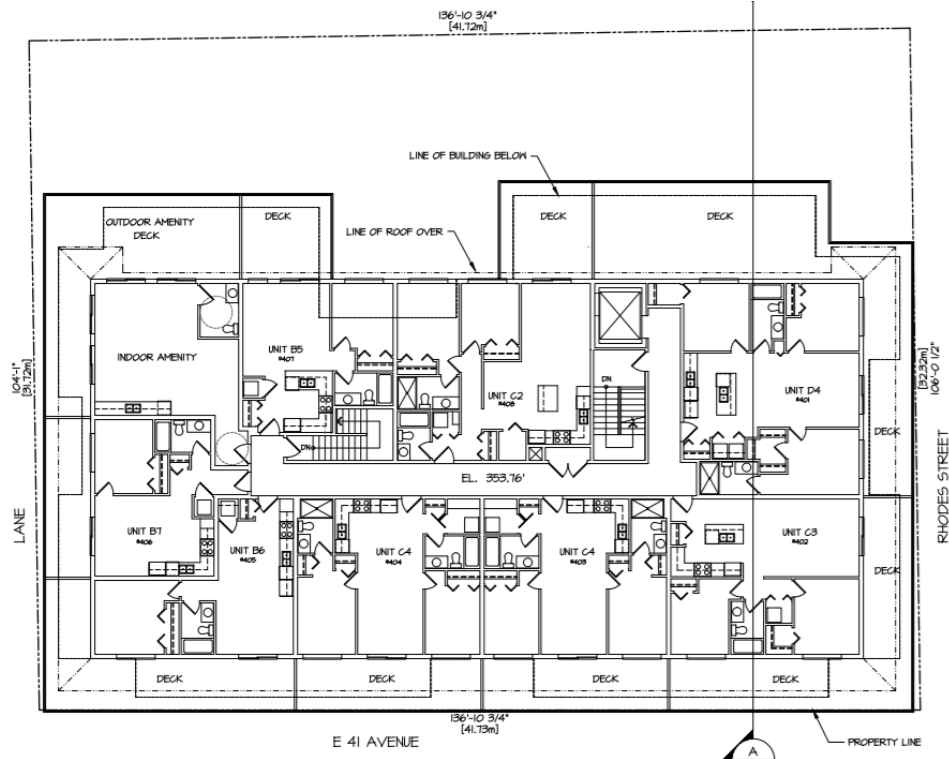 136'-10 3/4"
[41.72m]
LINE OF BUILDING BELOW
OUTDOOR AMENITY
DECK
DECK
LINE OF ROOF OVER
DECK
DECK
104'-1"
[31.72m]
INDOOR AMENITY
UNIT B5
#407
UNIT C2
#408
DN
UNIT D4
#401
[32.32m]
106'-0 1/2"
DECK
DN
EL. 353.76'
LANE
RHODES STREET
UNIT B7
#406
UNIT B6
#405
UNIT C4
#404
UNIT C4
#403
UNIT C3
#402
DECK
DECK
DECK
DECK
DECK
136'-10 3/4"
[41.73m]
E 41 AVENUE
PROPERTY LINE
A